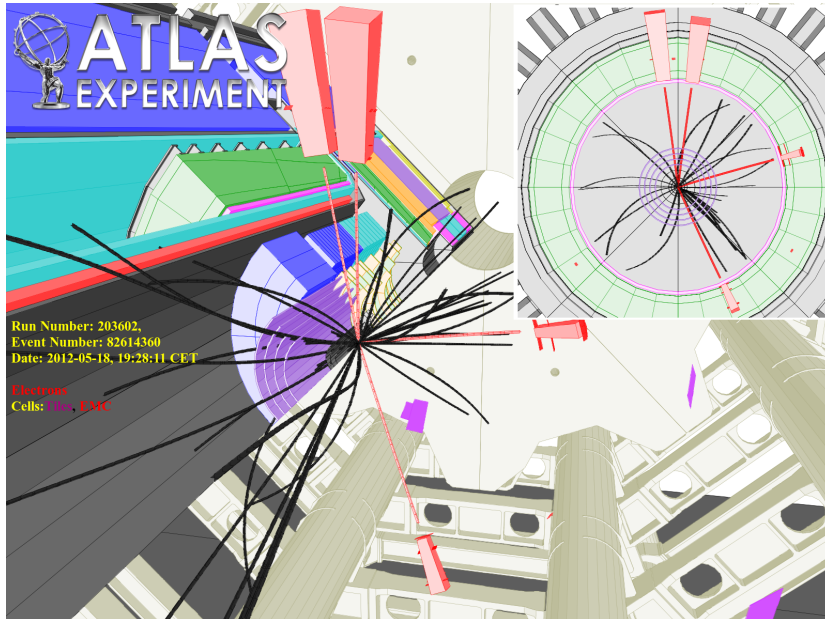 ATLAS
EXPERIMENT
Run Number: 203602,
Event Number: 82614360
Date: 2012-05-18, 19:28:11 CET
Electrons
Cells:Tiles, EMC